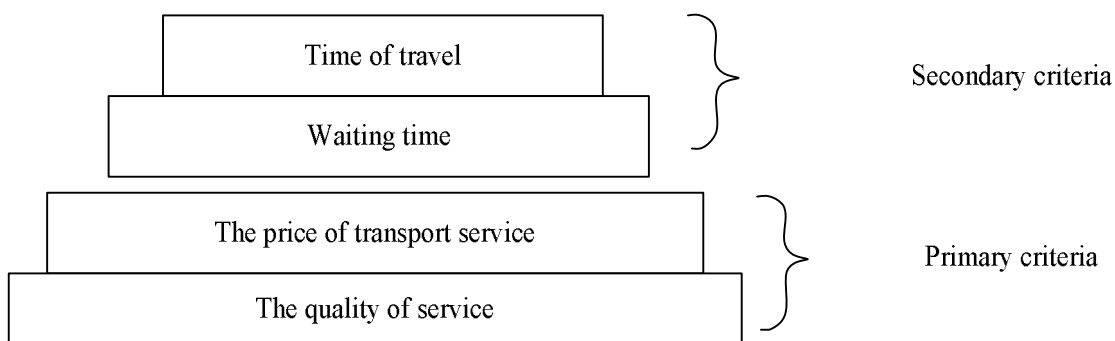 Time of travel
Secondary criteria
Waiting time
The price of transport service
Primary criteria
The quality of service